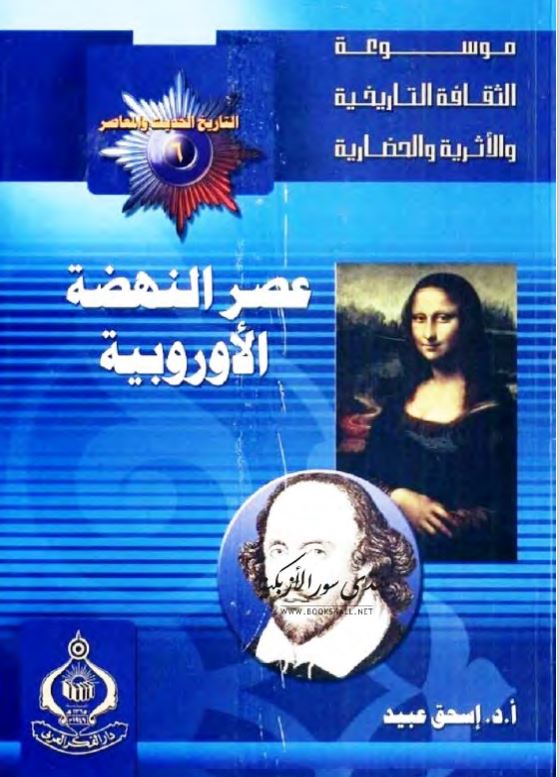 موســـوعـة
الثقافة التاريخية
والأثرية والحضارية
التاريخ الحديث والمعاصر
٦
عصر النهضة
الأوروبية
منتدى سور الأزبكية
WWW.BOOKS4ALL.NET
أ.د. إسحق عبيد
دار الفكر العربي